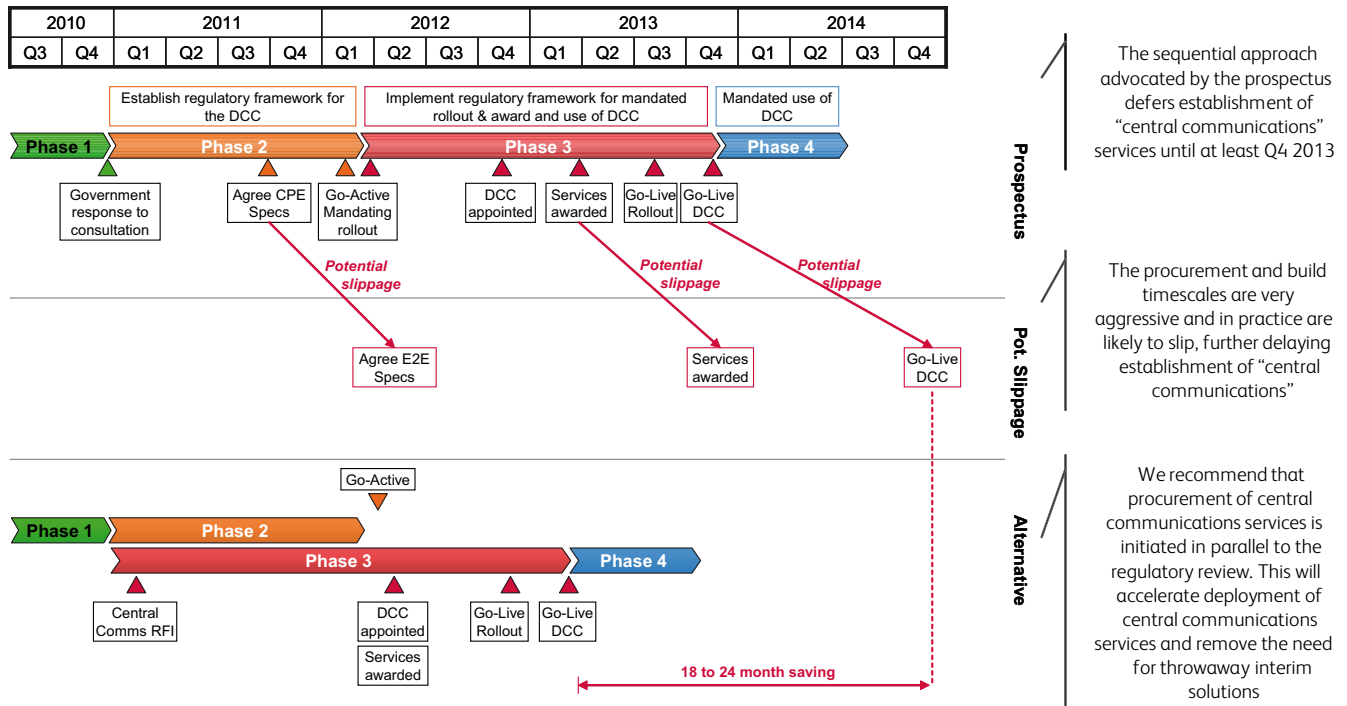 2010 2011 2012 2013 2014
Q3 Q4 Q1 Q2 Q3 Q4 Q1 Q2 Q3 Q4 Q1 Q2 Q3 Q4 Q1 Q2 Q3 Q4
Establish regulatory framework for
the DCC
Implement regulatory framework for mandated
rollout & award and use of DCC
Mandated use of
DCC
Phase 1 Phase 2 Phase 3 Phase 4
Government
response to
consultation
Agree CPE
Specs
Go-Active
Mandating
rollout
DCC
appointed
Services
awarded
Go-Live
Rollout
Go-Live
DCC
Prospectus
The sequential approach
advocated by the prospectus
defers establishment of
“central communications”
services until at least Q4 2013
Potential
slippage
Potential
slippage
Potential
slippage
Agree E2E
Specs
Services
awarded
Go-Live
DCC
Pot. Slippage
The procurement and build
timescales are very
aggressive and in practice are
likely to slip, further delaying
establishment of “central
communications”
Go-Active
Phase 1 Phase 2
Phase 3 Phase 4
Central
Comms RFI
DCC
appointed
Services
awarded
Go-Live
Rollout
Go-Live
DCC
18 to 24 month saving
Alternative
We recommend that
procurement of central
communications services is
initiated in parallel to the
regulatory review. This will
accelerate deployment of
central communications
services and remove the need
for throwaway interim
solutions